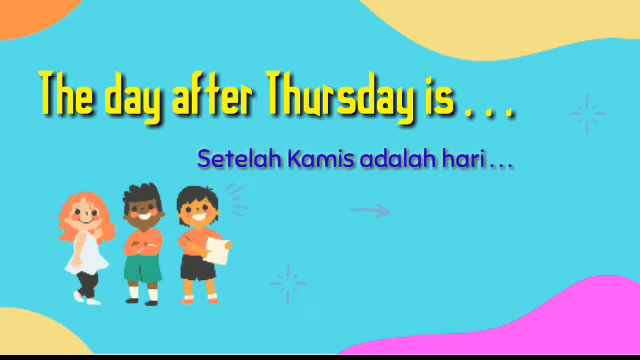 The day after Thursday is . . .
Setelah Kamis adalah hari . . .